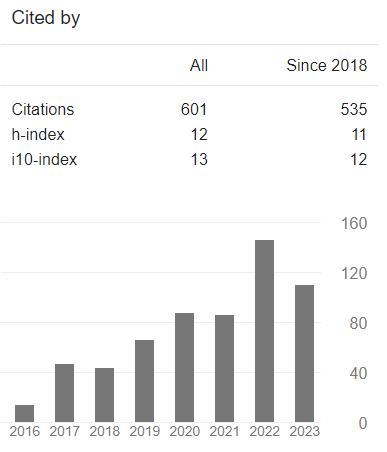 Cited by
All Since 2018
Citations 601 535
h-index 12 11
i10-index 13 12
160
120
80
40
0
2016 2017 2018 2019 2020 2021 2022 2023